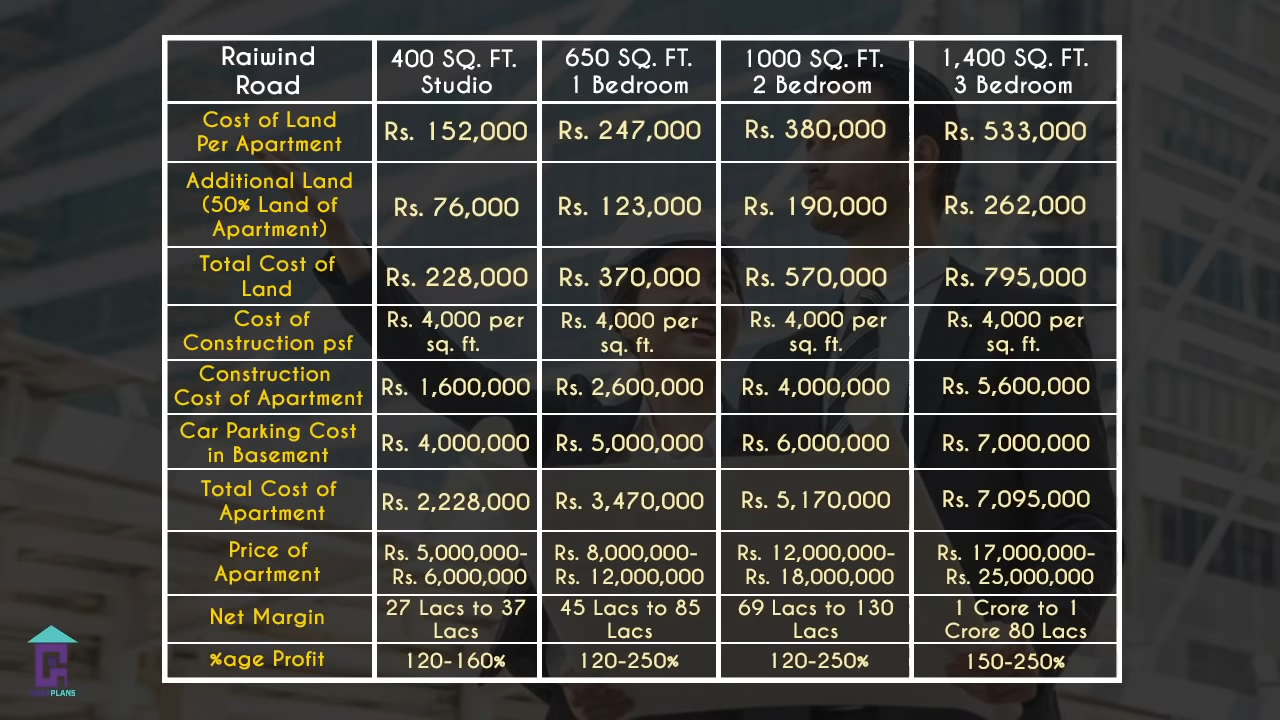 Raiwind Road 400 SQ. FT. Studio 650 SQ. FT. 1 Bedroom 1000 SQ. FT. 2 Bedroom 1,400 SQ. FT. 3 Bedroom
Cost of Land Per Apartment Rs. 152,000 Rs. 247,000 Rs. 380,000 Rs. 533,000
Additional Land (50% Land of Apartment) Rs. 76,000 Rs. 123,000 Rs. 190,000 Rs. 262,000
Total Cost of Land Rs. 228,000 Rs. 370,000 Rs. 570,000 Rs. 795,000
Cost of Construction psf Rs. 4,000 per sq. ft. Rs. 4,000 per sq. ft. Rs. 4,000 per sq. ft. Rs. 4,000 per sq. ft.
Construction Cost of Apartment Rs. 1,600,000 Rs. 2,600,000 Rs. 4,000,000 Rs. 5,600,000
Car Parking Cost in Basement Rs. 4,000,000 Rs. 5,000,000 Rs. 6,000,000 Rs. 7,000,000
Total Cost of Apartment Rs. 2,228,000 Rs. 3,470,000 Rs. 5,170,000 Rs. 7,095,000
Price of Apartment Rs. 5,000,000- Rs. 6,000,000 Rs. 8,000,000- Rs. 12,000,000 Rs. 12,000,000- Rs. 18,000,000 Rs. 17,000,000- Rs. 25,000,000
Net Margin 27 Lacs to 37 Lacs 45 Lacs to 85 Lacs 69 Lacs to 130 Lacs 1 Crore to 1 Crore 80 Lacs
%age Profit 120-160% 120-250% 120-250% 150-250%
PLANS